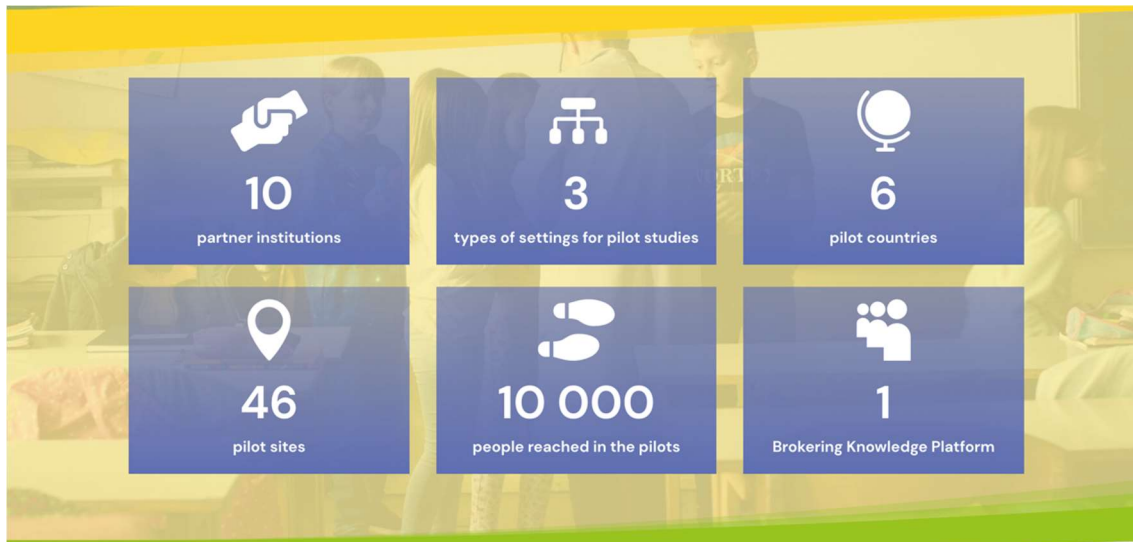 10
partner institutions
3
types of settings for pilot studies
6
pilot countries
46
pilot sites
10 000
people reached in the pilots
1
Brokering Knowledge Platform